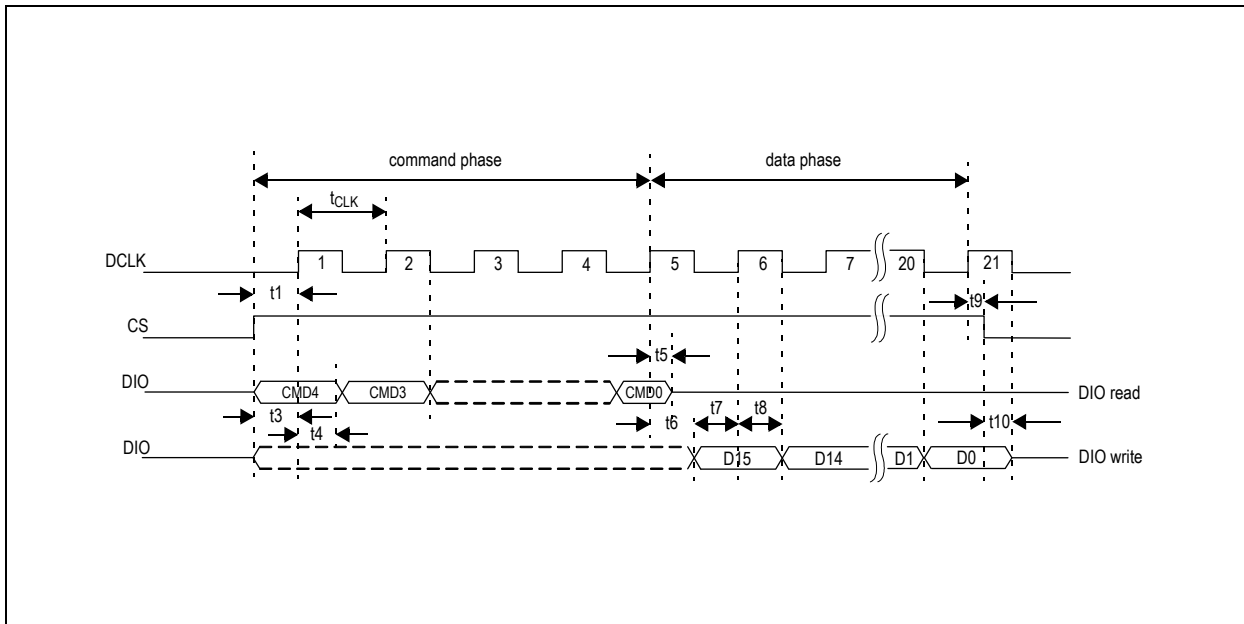 command phase data phase
tCLK
DCLK 1 2 3 4 5 6 7 20 21
t1 t9
CS
t5
DIO CMD4 CMD3 CMD0 DIO read
t3 t7 t8 t10
t4 t6
DIO D15 D14 D1 D0 DIO write